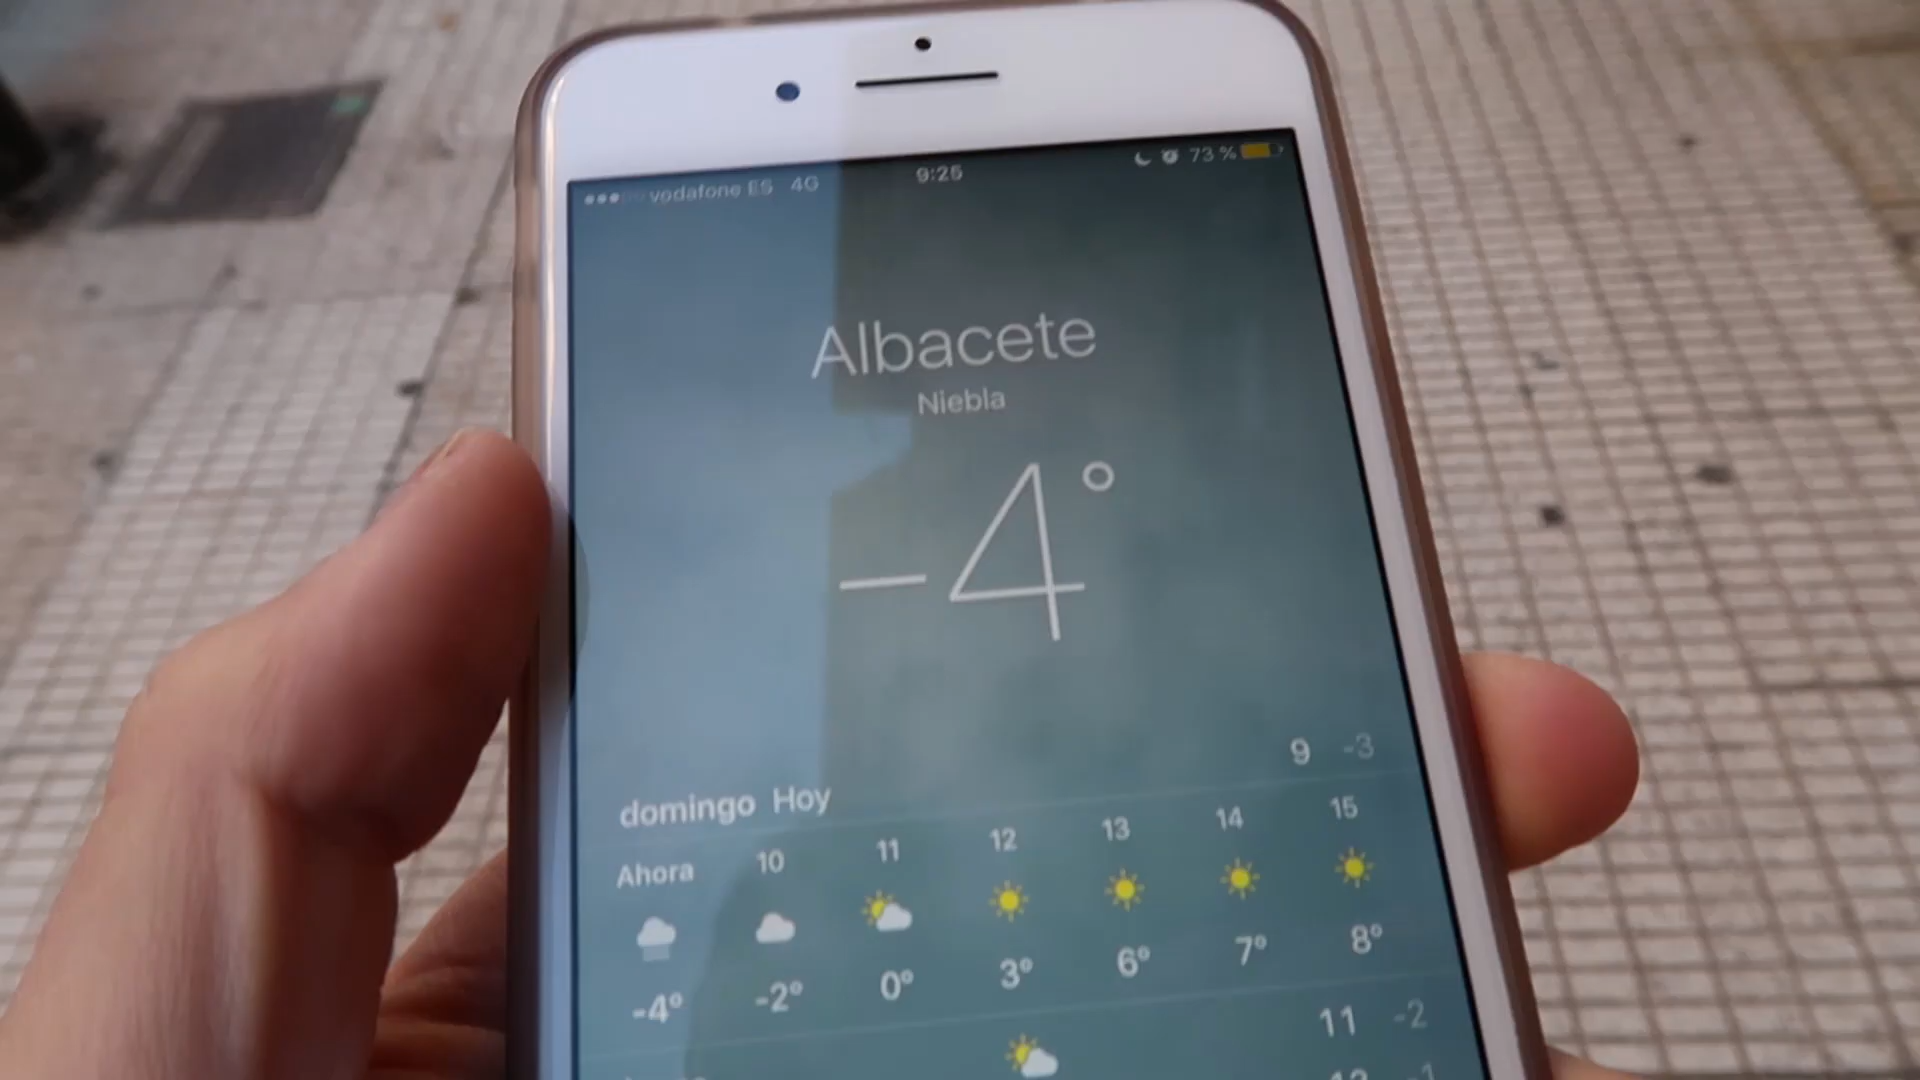 vodafone ES 4G 9:25 73 %
Albacete
Niebla
-4°
domingo Hoy 9 -3
Ahora 10 11 12 13 14 15
-4° -2° 0° 3° 6° 7° 8°
11 -2